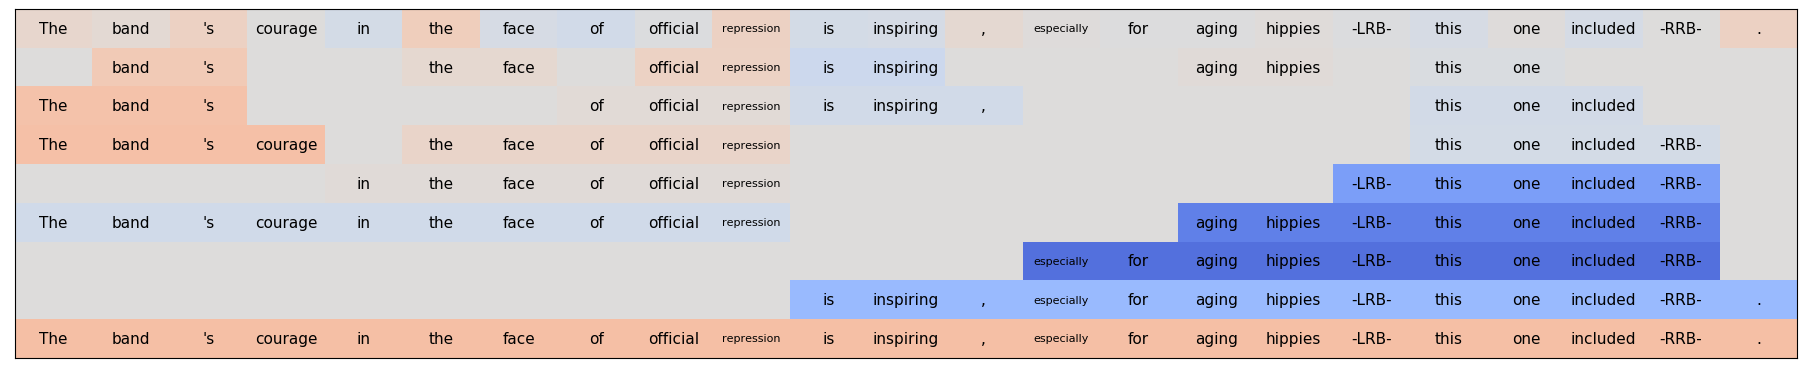 The band 's courage in the face of official repression is inspiring , especially for aging hippies -LRB- this one included -RRB- .
band 's the face official repression is inspiring aging hippies this one
The band 's of official repression is inspiring , this one included
The band 's courage the face of official repression this one included -RRB-
in the face of official repression -LRB- this one included -RRB-
The band 's courage in the face of official repression aging hippies -LRB- this one included -RRB-
especially for aging hippies -LRB- this one included -RRB-
is inspiring , especially for aging hippies -LRB- this one included -RRB- .
The band 's courage in the face of official repression is inspiring , especially for aging hippies -LRB- this one included -RRB- .